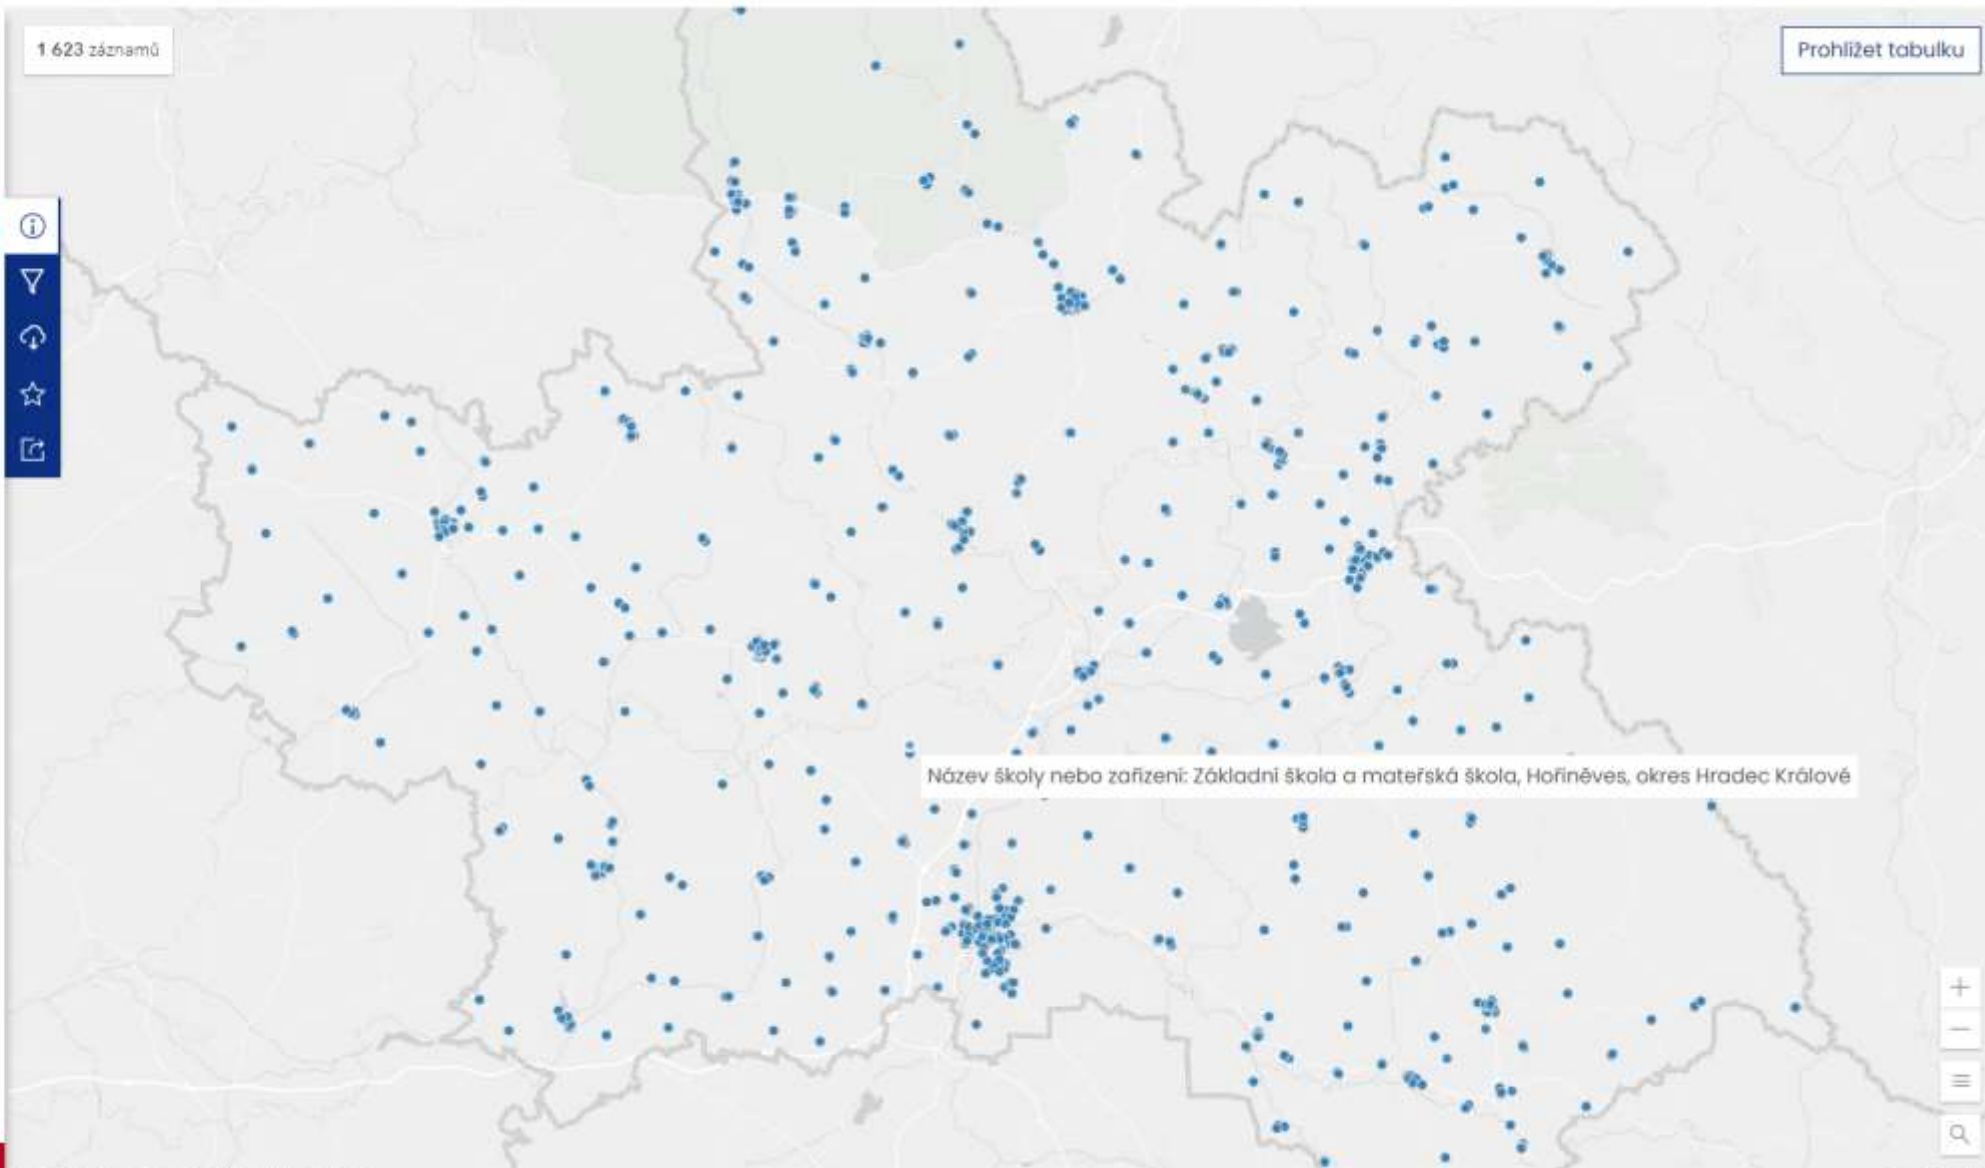 1 623 záznamů
Prohlížet tabulku
Název školy nebo zařízení: Základní škola a mateřská škola, Hořiněves, okres Hradec Králové